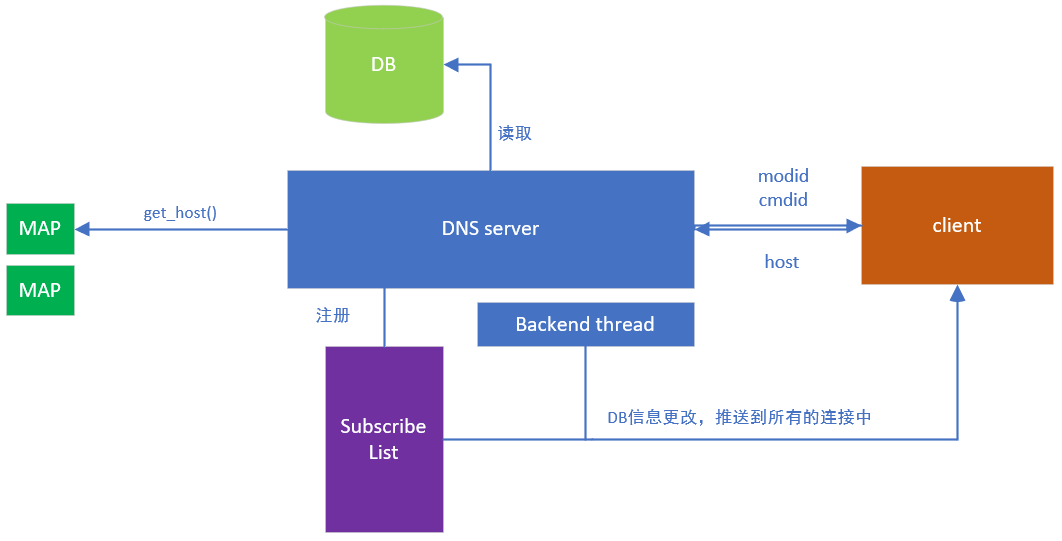 DB
读取
modid
cmdid
get_host()
MAP
DNS server
client
host
MAP
注册
Backend thread
DB信息更改，推送到所有的连接中
Subscribe
List